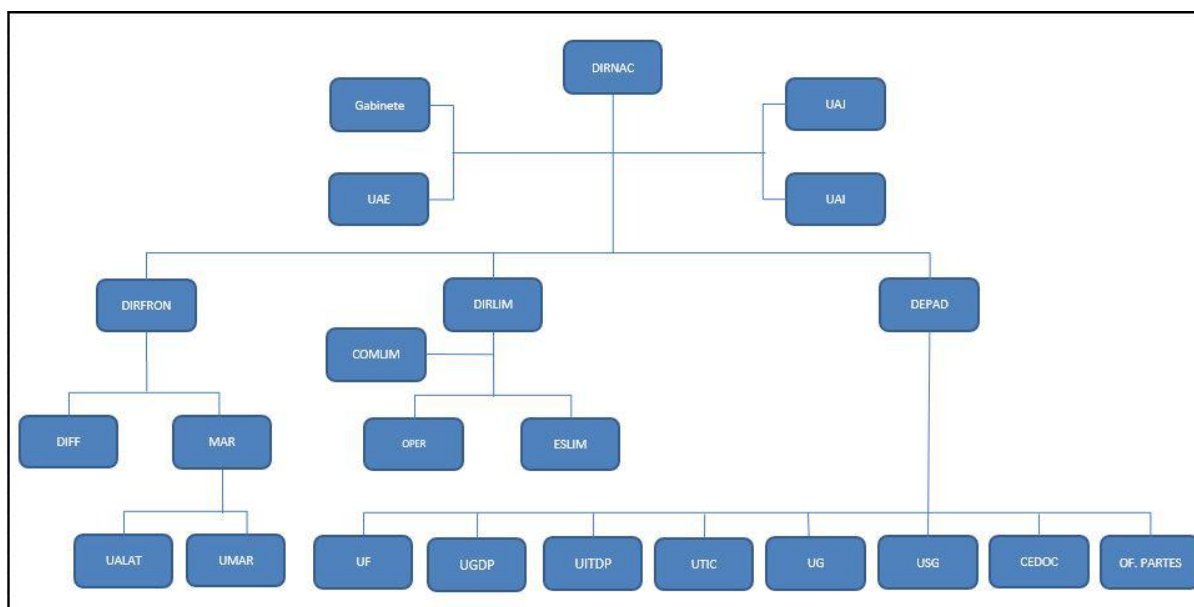 DIRNAC
Gabinete
UAJ
UAE
UAI
DIRFRON
DIRLIM
DEPAD
COMLIM
DIFF
MAR
OPER
ESLIM
UALAT
UMAR
UF
UGDP
UITDP
UTIC
UG
USG
CEDOC
OF. PARTES